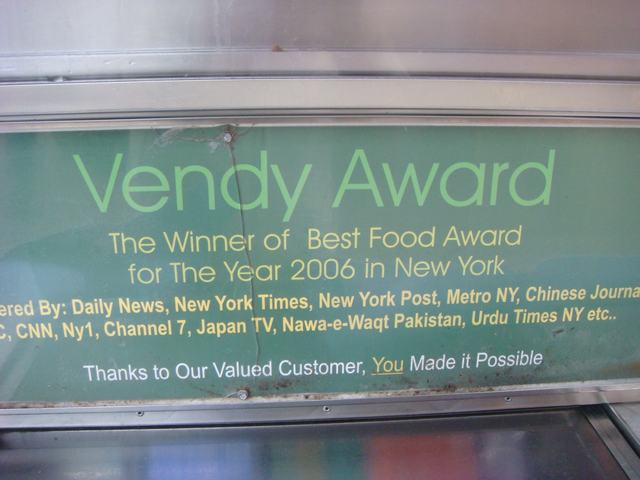 Vendy Award
The Winner of Best Food Award
for The Year 2006 in New York
By: Daily News, New York Times, New York Post, Metro NY, Chinese
CNN, Ny1, Channel 7, Japan TV, Nawa-e-Waqt Pakistan, Urdu Times NY etc..
Thanks to Our Valued Customer, You Made it Possible